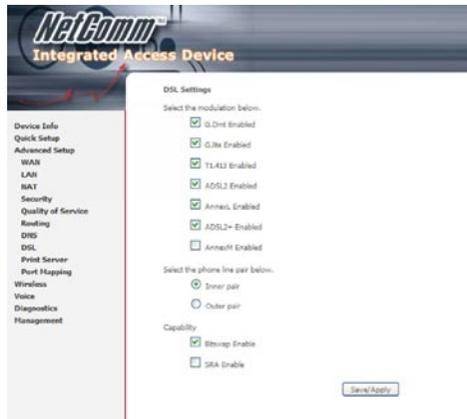 NetComm™
Integrated Access Device
Device Info
Quick Setup
Advanced Setup
WAN
LAN
NAT
Security
Quality of Service
Routing
DNS
DSL
Print Server
Port Mapping
Wireless
Voice
Diagnostics
Management
DSL Settings
Select the modulation below.
G.Dmt Enabled
G.lite Enabled
T1.413 Enabled
ADSL2 Enabled
AnnexL Enabled
ADSL2+ Enabled
AnnexM Enabled
Select the phone line pair below.
Inner pair
Outer pair
Capability
Bitswap Enable
SRA Enable
Save/Apply